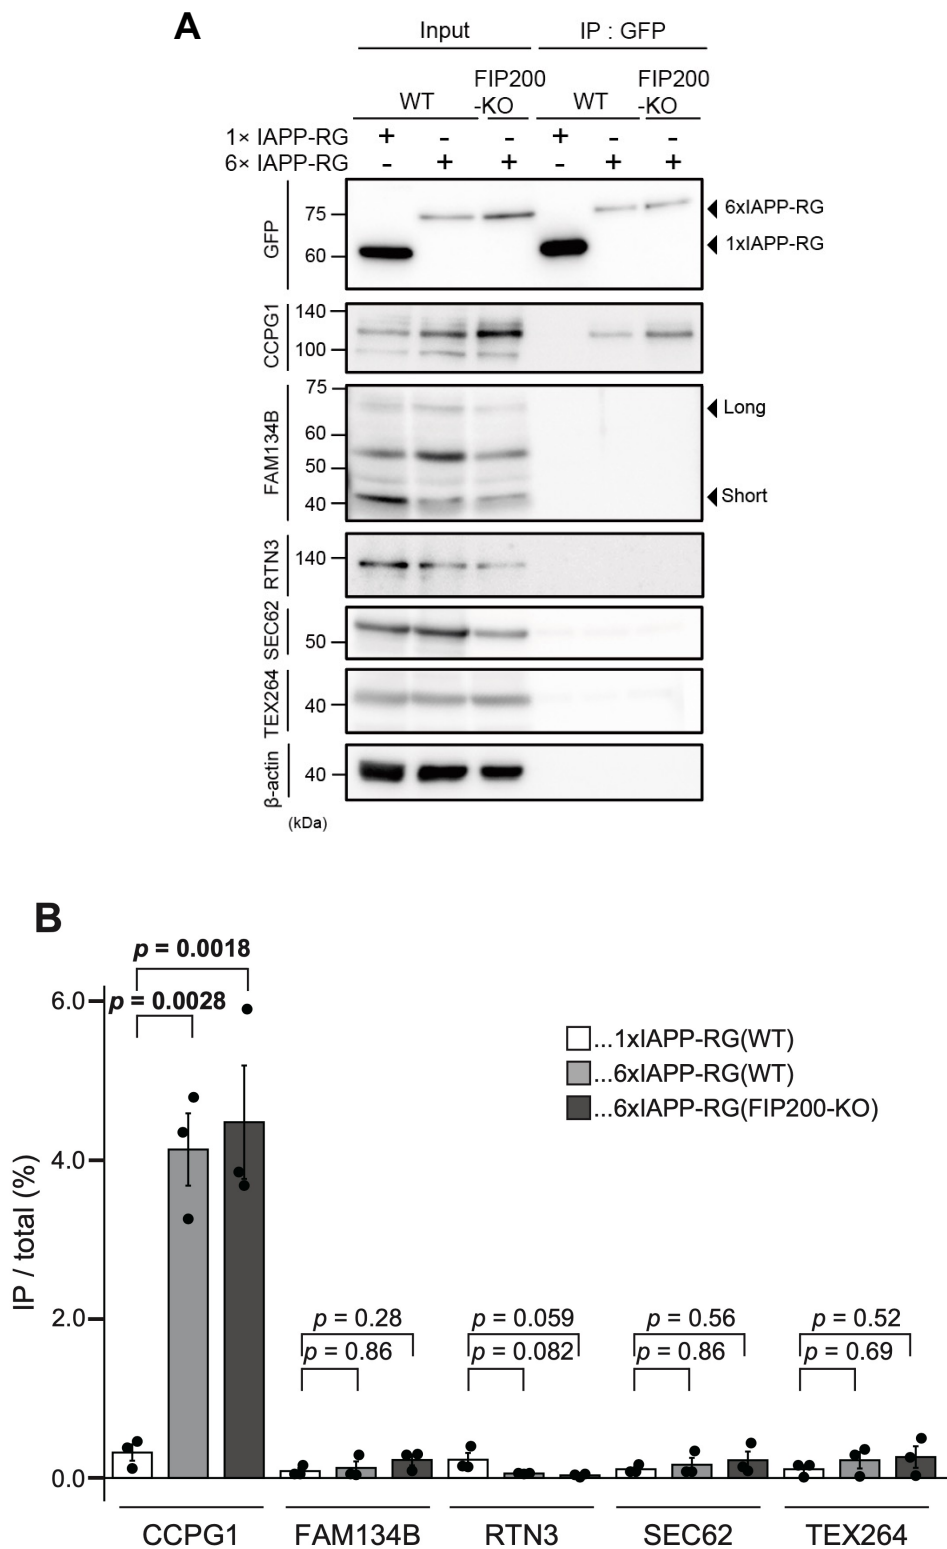 A
Input
IP : GFP
WT
FIP200
-KO
WT
FIP200
-KO
1× IAPP-RG + - - + - -
6× IAPP-RG - + + - + +
GFP
75
60
6xIAPP-RG
1xIAPP-RG
CCPG1
140
100
FAM134B
75
60
50
40
Long
Short
RTN3
140
SEC62
50
TEX264
40
β-actin
40
(kDa)
B
p = 0.0018
p = 0.0028
6.0
4.0
2.0
0.0
IP / total (%)
...1xIAPP-RG(WT)
...6xIAPP-RG(WT)
...6xIAPP-RG(FIP200-KO)
p = 0.28
p = 0.86
p = 0.059
p = 0.082
p = 0.56
p = 0.86
p = 0.52
p = 0.69
CCPG1
FAM134B
RTN3
SEC62
TEX264